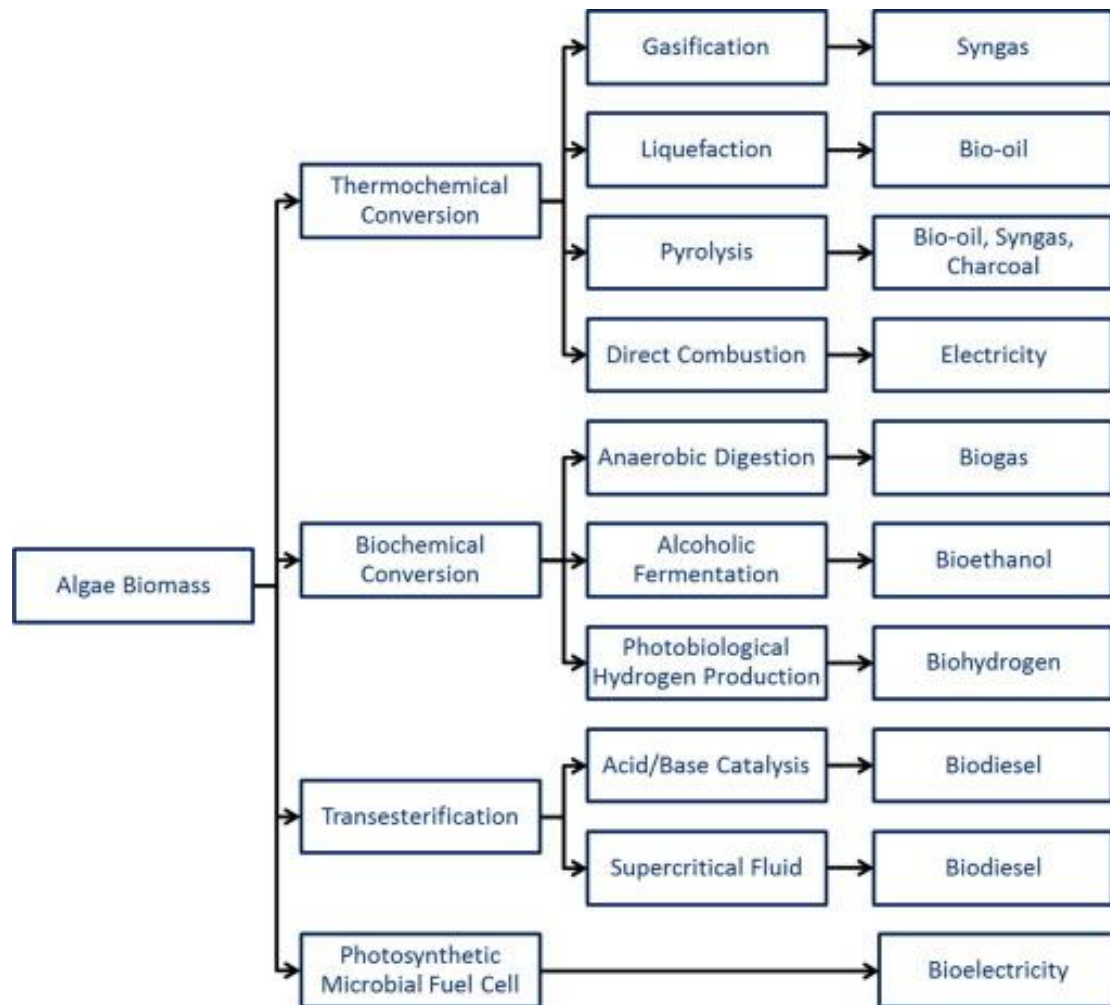 Gasification
Syngas
Liquefaction
Bio-oil
Thermochemical
Conversion
Pyrolysis
Bio-oil, Syngas,
Charcoal
Direct Combustion
Electricity
Anaerobic Digestion
Biogas
Algae Biomass
Biochemical
Conversion
Alcoholic
Fermentation
Bioethanol
Photobiological
Hydrogen Production
Biohydrogen
Acid/Base Catalysis
Biodiesel
Transesterification
Supercritical Fluid
Biodiesel
Photosynthetic
Microbial Fuel Cell
Bioelectricity